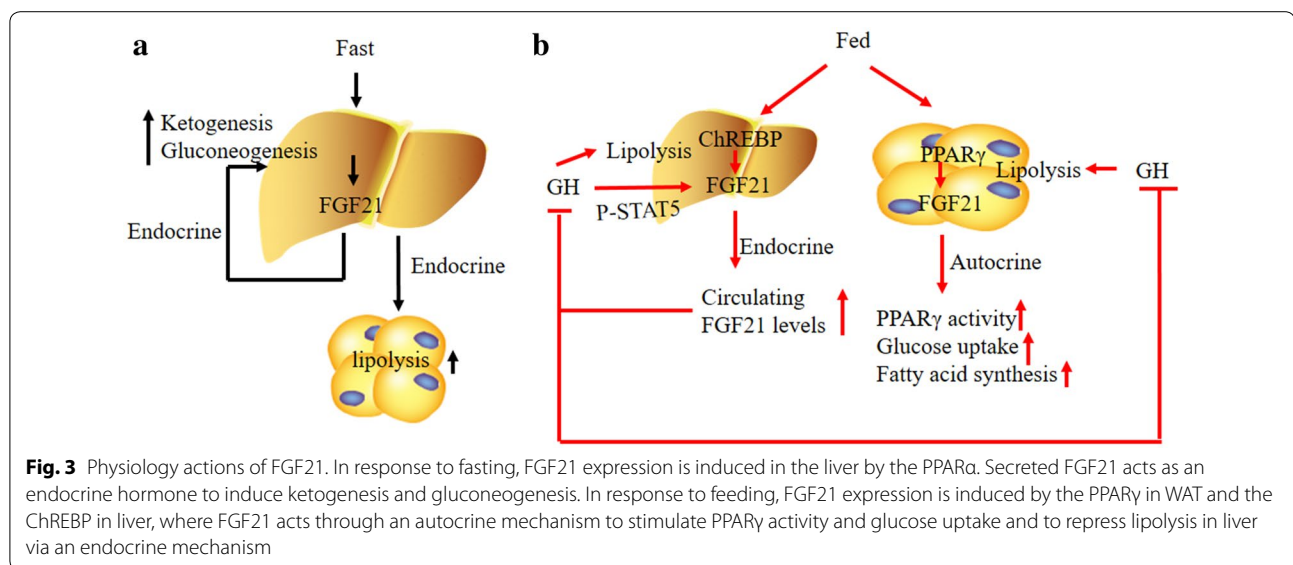 a
Fast
Ketogenesis
Gluconeogenesis
FGF21
Endocrine
Endocrine
lipolysis
b
Fed
ChREBP
Lipolysis
GH
FGF21
P-STAT5
Endocrine
Circulating
FGF21 levels
PPARγ
Lipolysis
GH
FGF21
Autocrine
PPARγ activity
Glucose uptake
Fatty acid synthesis
Fig. 3 Physiology actions of FGF21. In response to fasting, FGF21 expression is induced in the liver by the PPARα. Secreted FGF21 acts as an
endocrine hormone to induce ketogenesis and gluconeogenesis. In response to feeding, FGF21 expression is induced by the PPARγ in WAT and the
ChREBP in liver, where FGF21 acts through an autocrine mechanism to stimulate PPARγ activity and glucose uptake and to repress lipolysis in liver
via an endocrine mechanism